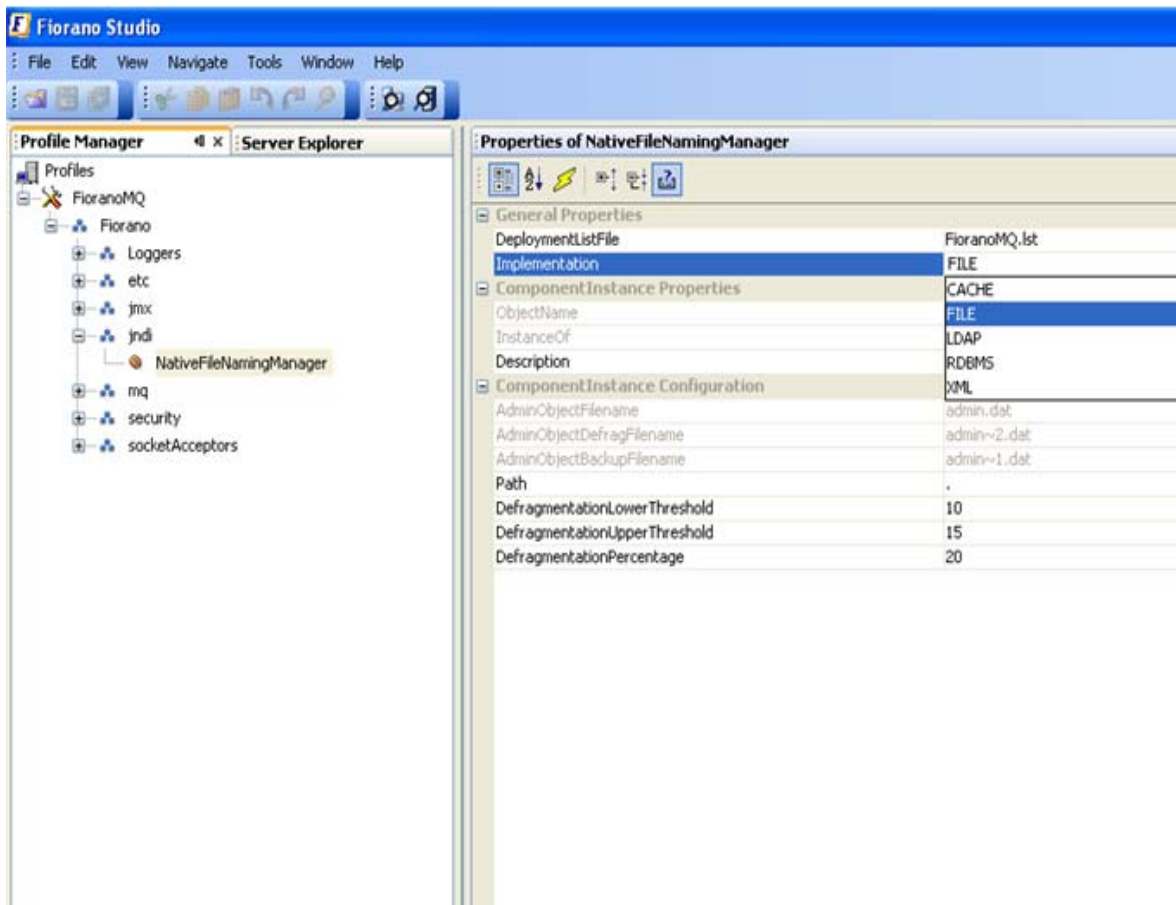 Fiorano Studio
File Edit View Navigate Tools Window Help
Profile Manager Server Explorer
Profiles
FioranoMQ
Fiorano
Loggers
etc
jmx
jndi
NativeFileNamingManager
mq
security
socketAcceptors
Properties of NativeFileNamingManager
General Properties
DeploymentListFile FioranoMQ.lst
Implementation FILE
CACHE
FILE
LDAP
RDBMS
XML
ComponentInstance Properties
ObjectName
InstanceOf
Description
ComponentInstance Configuration
AdminObjectFilename admin.dat
AdminObjectDefragFilename admin~2.dat
AdminObjectBackupFilename admin~1.dat
Path .
DefragmentationLowerThreshold 10
DefragmentationUpperThreshold 15
DefragmentationPercentage 20